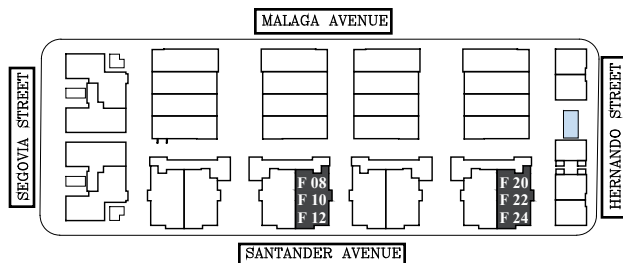 MALAGA AVENUE
SEGOVIA STREET
HERNANDO STREET
F 08
F 10
F 12
F 20
F 22
F 24
SANTANDER AVENUE